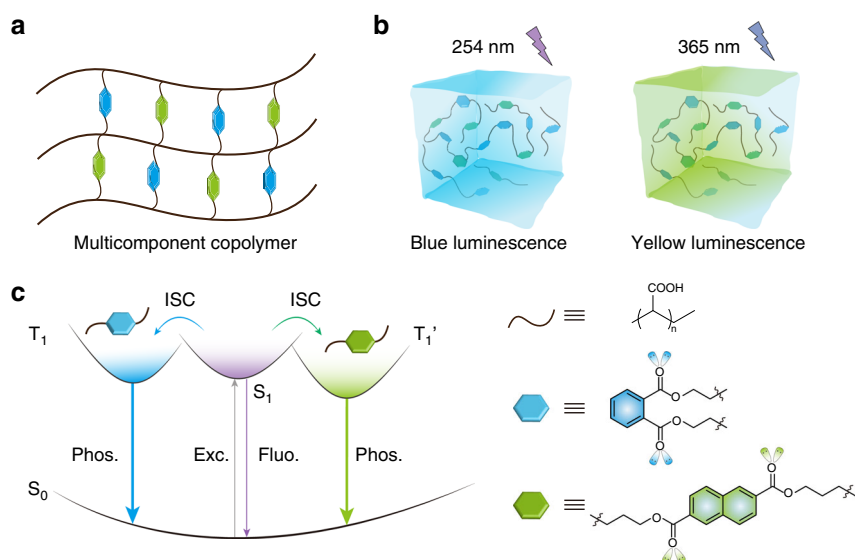 a
Multicomponent copolymer
b
254 nm
365 nm
Blue luminescence
Yellow luminescence
c
ISC
ISC
T1
T1’
S1
Phos.
Exc.
Fluo.
Phos.
S0
COOH
n
O
O
O
O
O
O
O
O